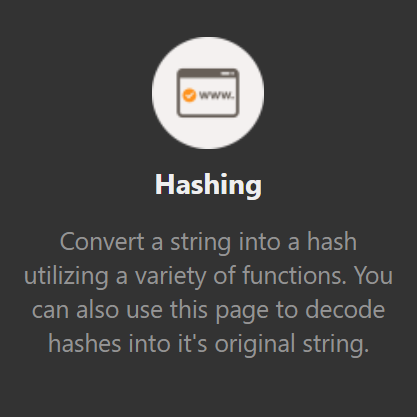 www.
Hashing
Convert a string into a hash
utilizing a variety of functions. You
can also use this page to decode
hashes into it's original string.